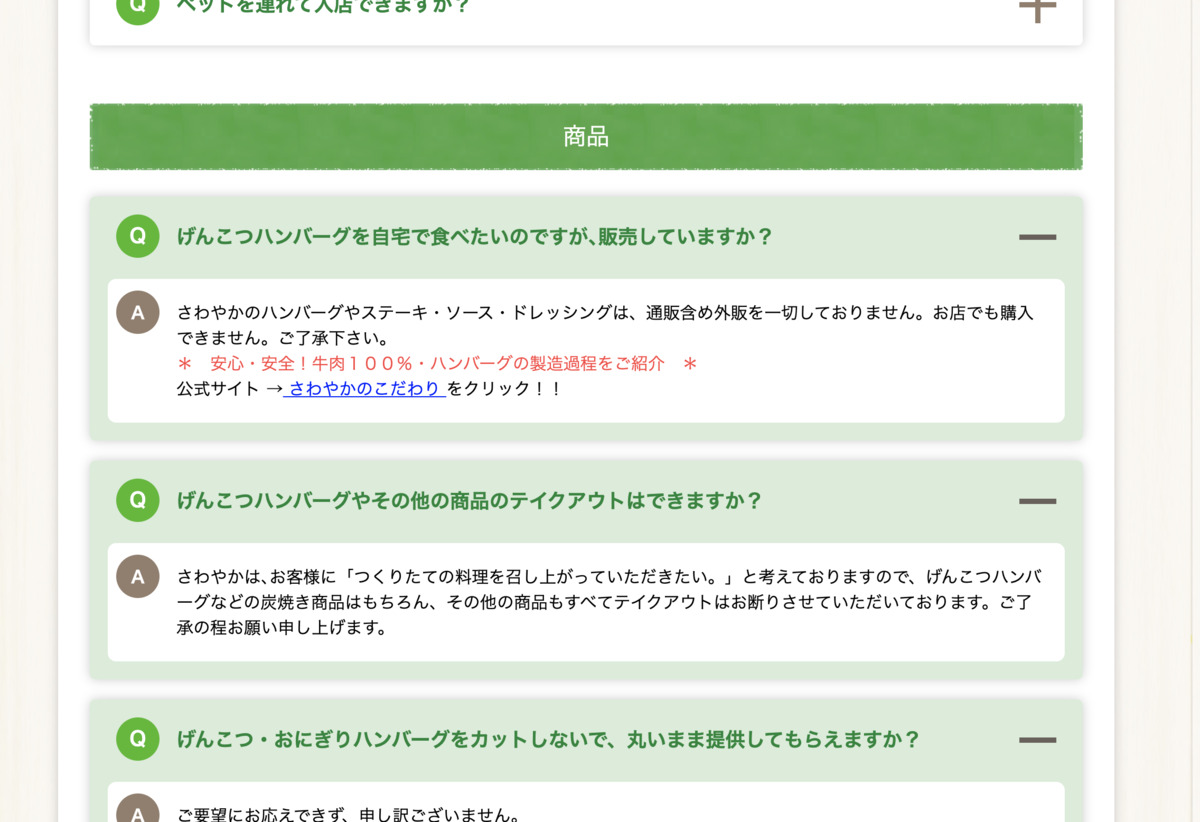 Q ペットを連れて入店できますか？
商品
Q げんこつハンバーグを自宅で食べたいのですが､販売していますか？
A さわやかのハンバーグやステーキ・ソース・ドレッシングは、通販含め外販を一切しておりません。お店でも購入
できません。ご了承下さい。
＊　安心・安全！牛肉１００％・ハンバーグの製造過程をご紹介　＊
公式サイト → さわやかのこだわり をクリック！！
Q げんこつハンバーグやその他の商品のテイクアウトはできますか？
A さわやかは､お客様に「つくりたての料理を召し上がっていただきたい。」と考えておりますので、げんこつハンバ
ーグなどの炭焼き商品はもちろん、その他の商品もすべてテイクアウトはお断りさせていただいております。ご了
承の程お願い申し上げます。
Q げんこつ・おにぎりハンバーグをカットしないで、丸いまま提供してもらえますか？
A ご要望にお応えできず、申し訳ございません。